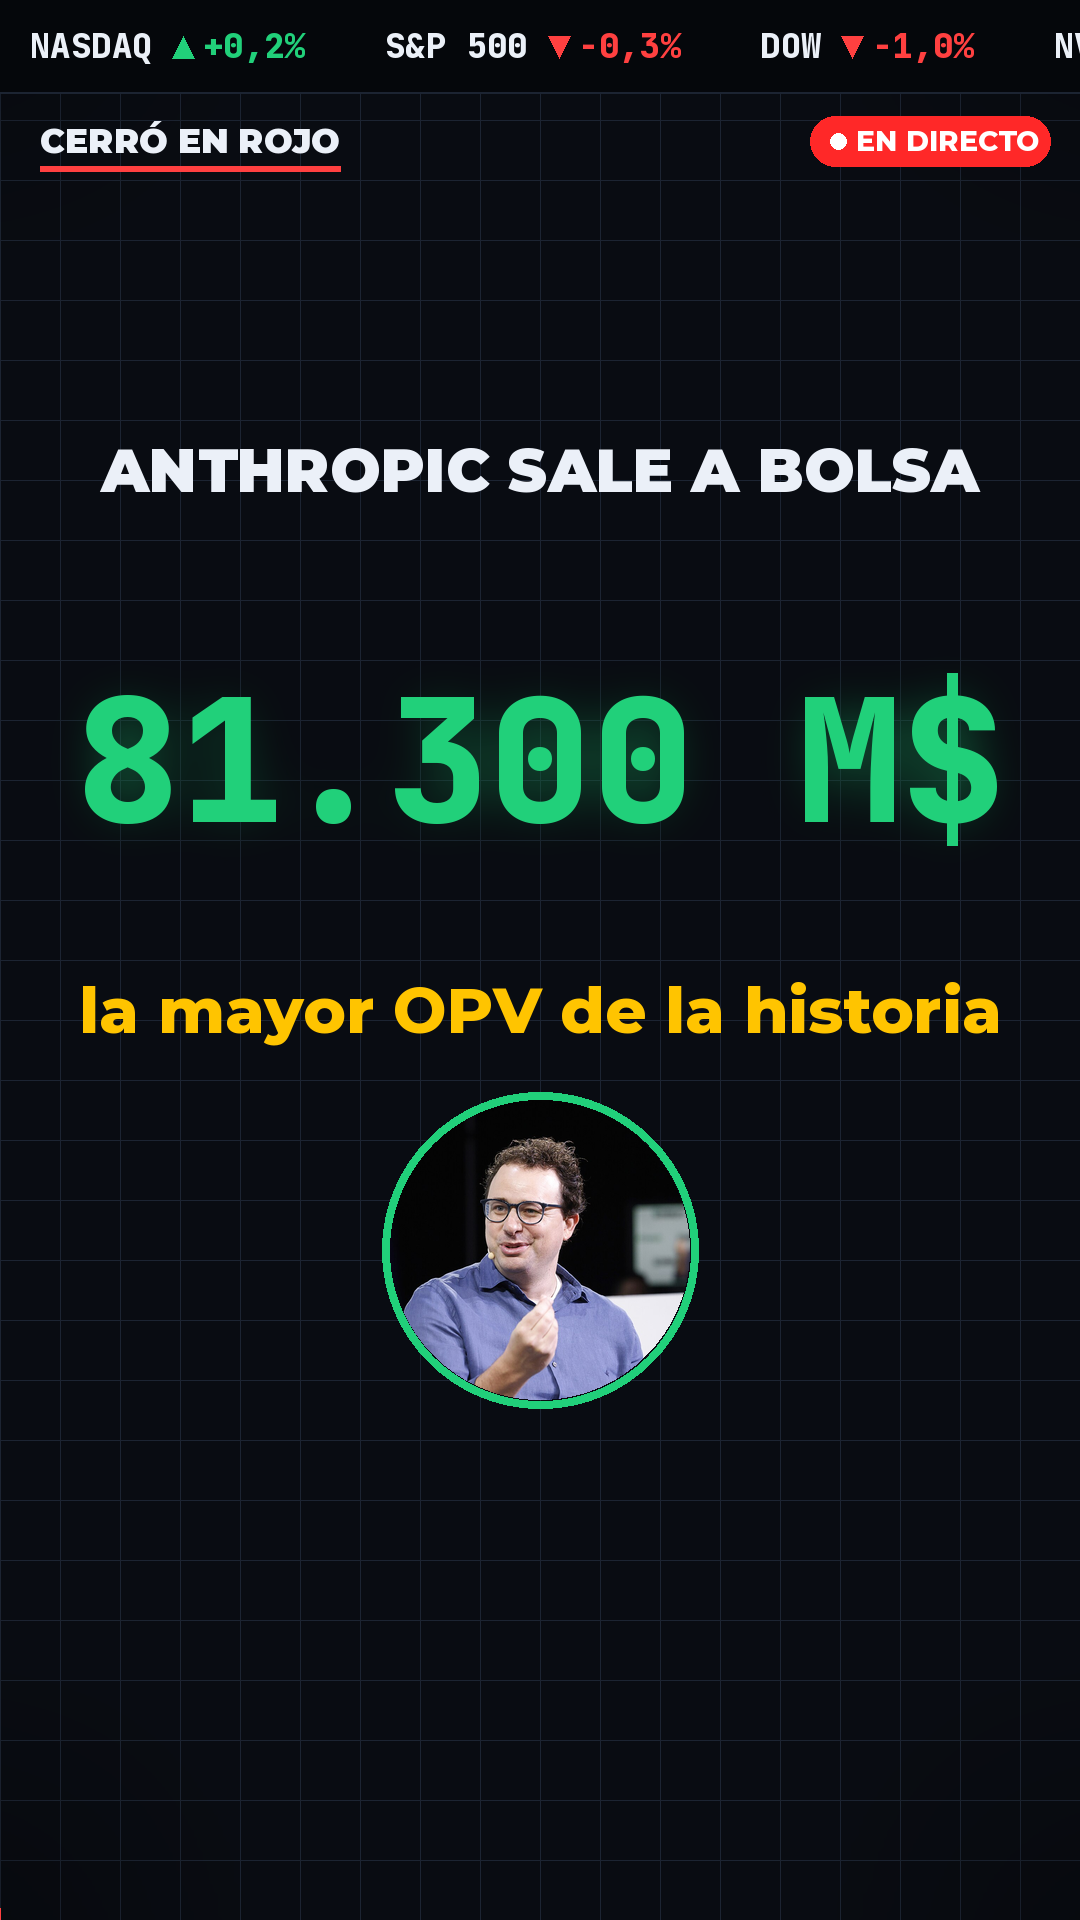 NASDAQ ▲ +0,2% S&P 500 ▼ -0,3% DOW ▼ -1,0%
CERRÓ EN ROJO
EN DIRECTO
ANTHROPIC SALE A BOLSA
81.300 M$
la mayor OPV de la historia